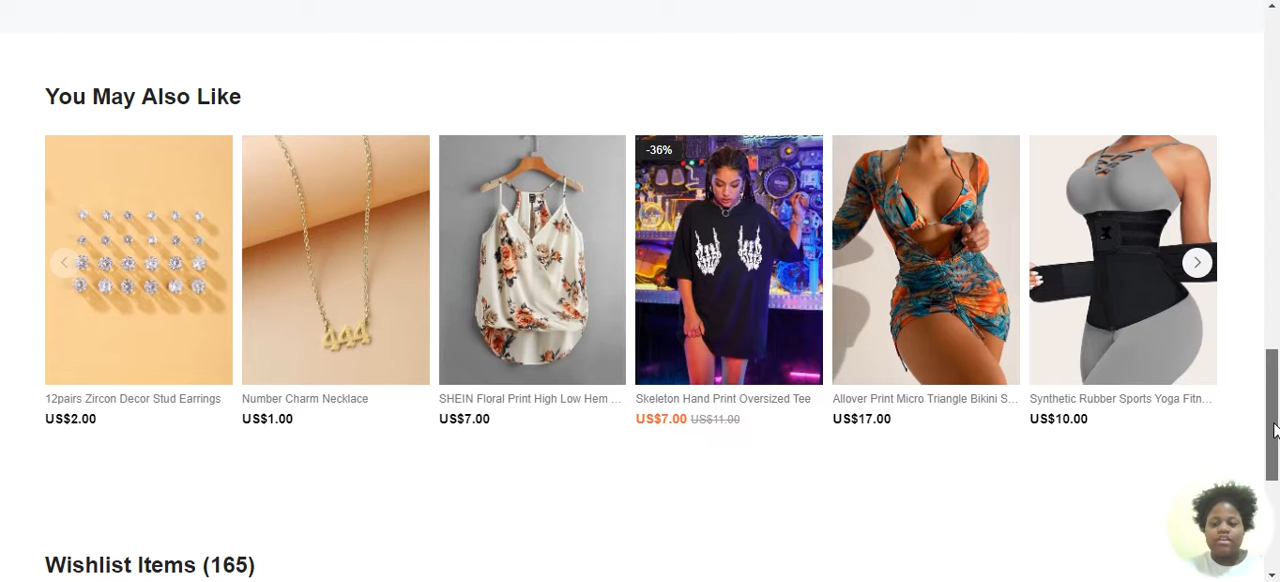 You May Also Like
-36%
444
12pairs Zircon Decor Stud Earrings
Number Charm Necklace
SHEIN Floral Print High Low Hem ...
Skeleton Hand Print Oversized Tee
Allover Print Micro Triangle Bikini S...
Synthetic Rubber Sports Yoga Fitn...
US$2.00
US$1.00
US$7.00
US$7.00 US$11.00
US$17.00
US$10.00
Wishlist Items (165)